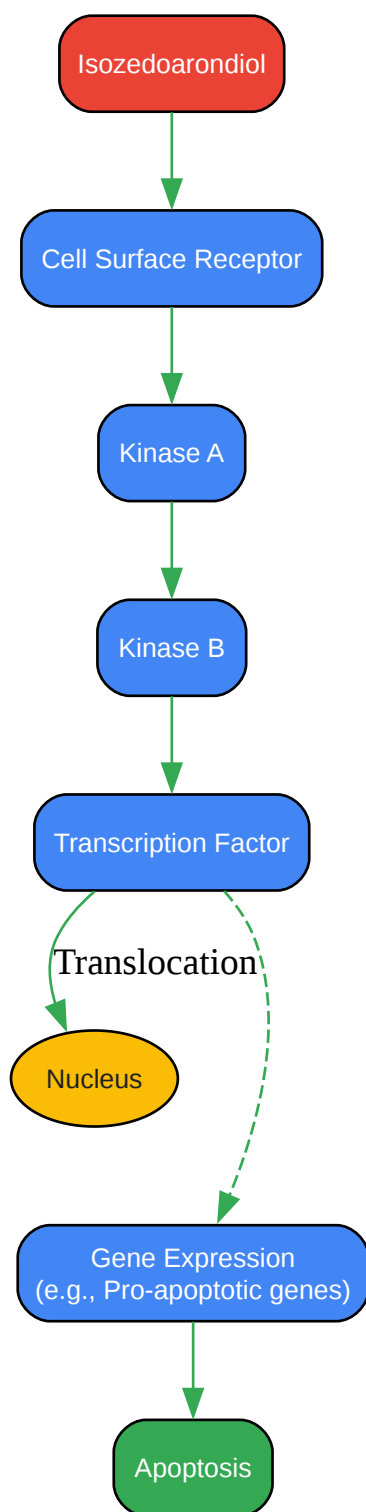 Isozedoarondiol
Cell Surface Receptor
Kinase A
Kinase B
Transcription Factor
Translocation
Nucleus
Gene Expression
(e.g., Pro-apoptotic genes)
Apoptosis